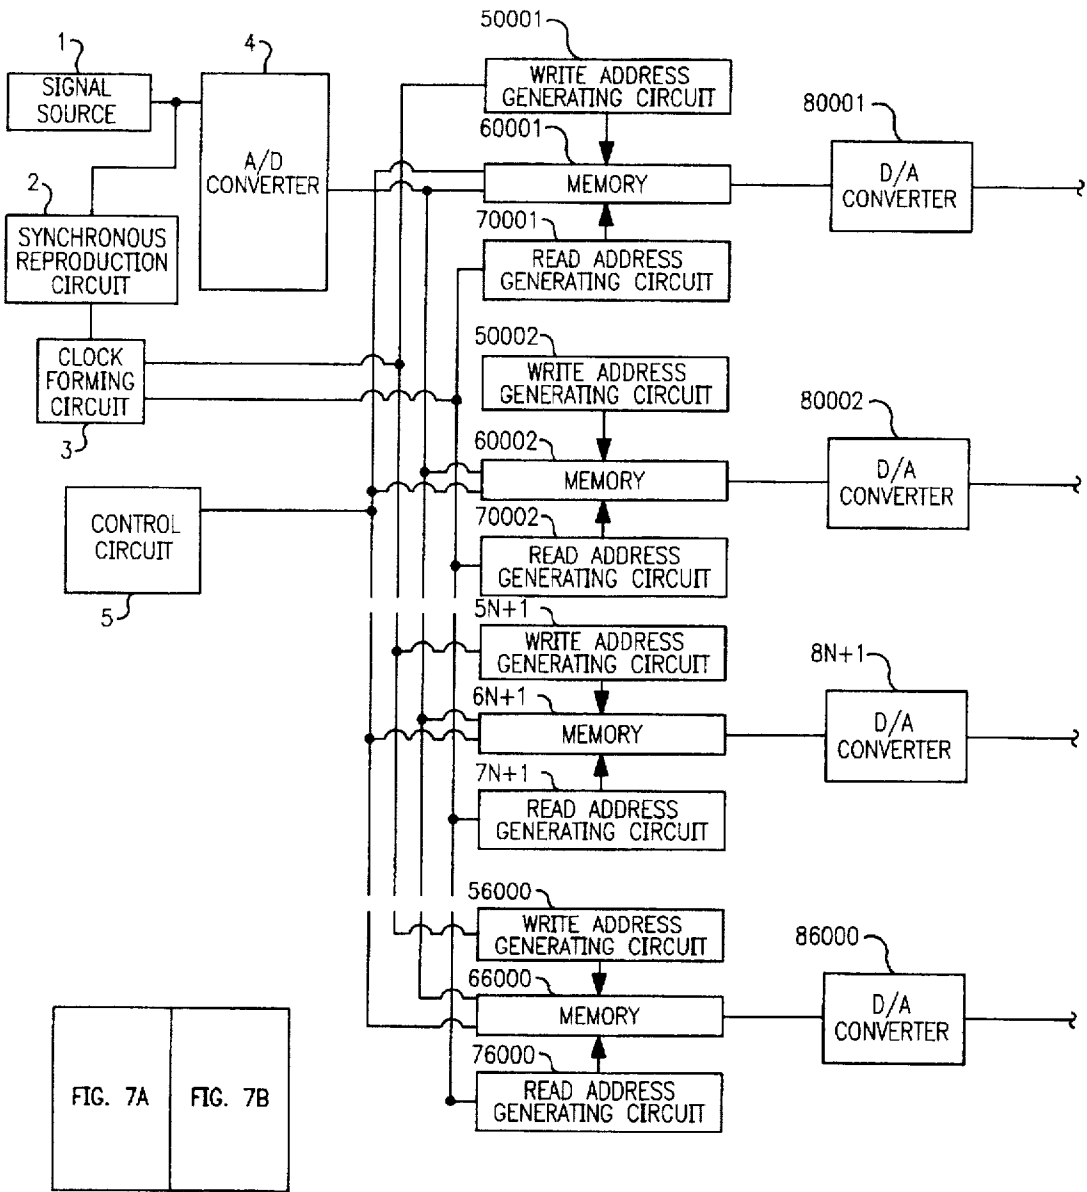 1
SIGNAL
SOURCE
4
A/D
CONVERTER
2
SYNCHRONOUS
REPRODUCTION
CIRCUIT
CLOCK
FORMING
CIRCUIT
3
CONTROL
CIRCUIT
5
50001
WRITE ADDRESS
GENERATING CIRCUIT
60001
MEMORY
70001
READ ADDRESS
GENERATING CIRCUIT
80001
D/A
CONVERTER
50002
WRITE ADDRESS
GENERATING CIRCUIT
60002
MEMORY
70002
READ ADDRESS
GENERATING CIRCUIT
80002
D/A
CONVERTER
5N+1
WRITE ADDRESS
GENERATING CIRCUIT
6N+1
MEMORY
7N+1
READ ADDRESS
GENERATING CIRCUIT
8N+1
D/A
CONVERTER
56000
WRITE ADDRESS
GENERATING CIRCUIT
66000
MEMORY
76000
READ ADDRESS
GENERATING CIRCUIT
86000
D/A
CONVERTER
FIG. 7A
FIG. 7B